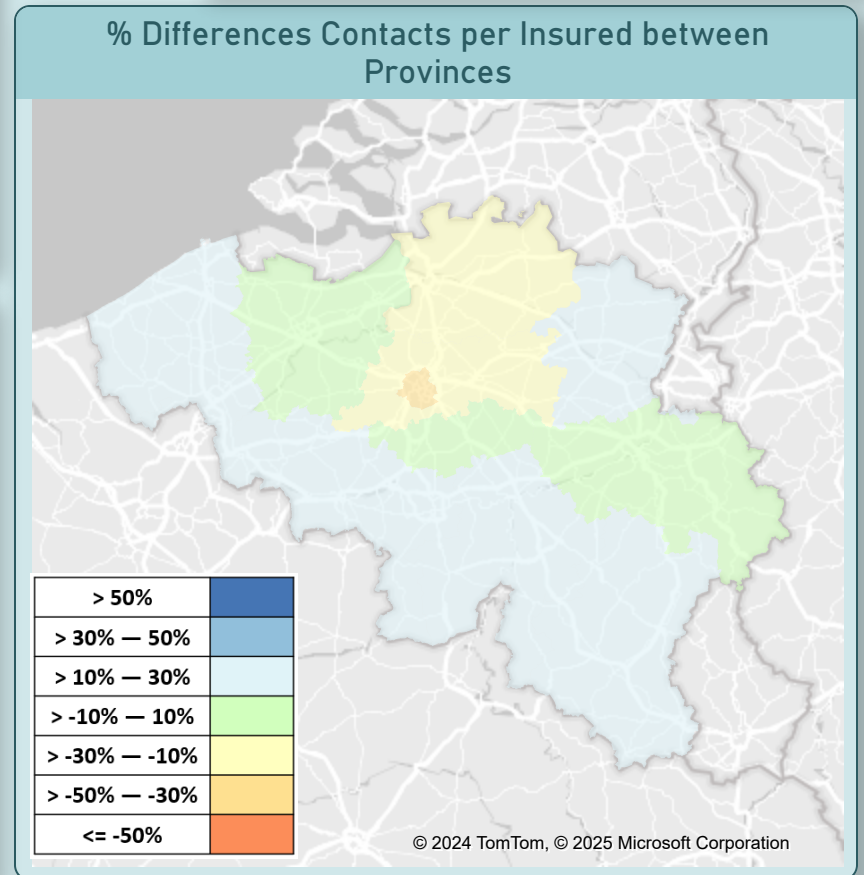 % Differences Contacts per Insured between
Provinces
> 50%
> 30% — 50%
> 10% — 30%
> -10% — 10%
> -30% — -10%
> -50% — -30%
<= -50%
© 2024 TomTom, © 2025 Microsoft Corporation